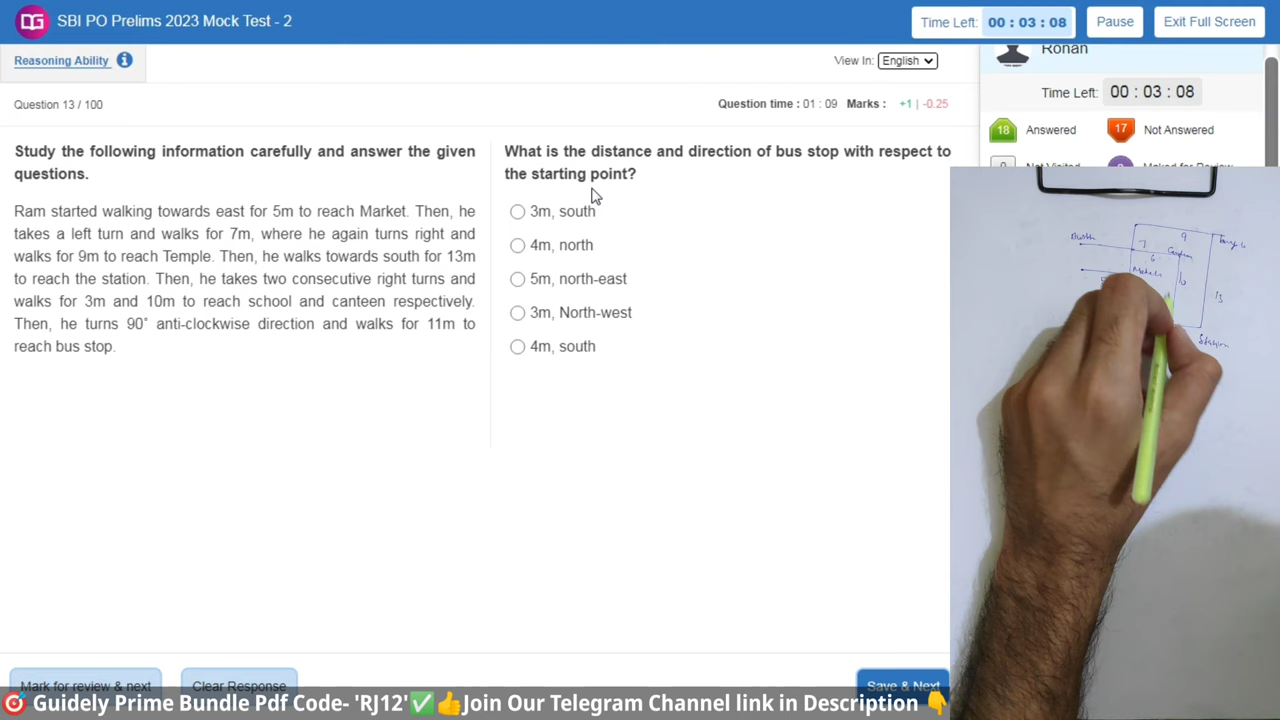 SBI PO Prelims 2023 Mock Test - 2
Time Left: 00 : 03 : 08
Pause
Exit Full Screen
Reasoning Ability
View In: English
Ronan
Question 13 / 100
Question time : 01 : 09 Marks : +1 | -0.25
Time Left: 00 : 03 : 08
18 Answered
17 Not Answered
Study the following information carefully and answer the given
questions.
Ram started walking towards east for 5m to reach Market. Then, he
takes a left turn and walks for 7m, where he again turns right and
walks for 9m to reach Temple. Then, he walks towards south for 13m
to reach the station. Then, he takes two consecutive right turns and
walks for 3m and 10m to reach school and canteen respectively.
Then, he turns 90˚ anti-clockwise direction and walks for 11m to
reach bus stop.
What is the distance and direction of bus stop with respect to
the starting point?
3m, south
4m, north
5m, north-east
3m, North-west
4m, south
9
7
6
10
13
Station
Mark for review & next
Clear Response
Save & Next
🎯 Guidely Prime Bundle Pdf Code- 'RJ12'✅👍Join Our Telegram Channel link in Description 👇